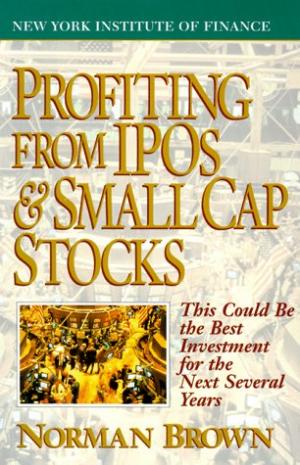 NEW YORK INSTITUTE OF FINANCE
PROFITING
FROM IPOS
& SMALL CAP
STOCKS
This Could Be
the Best
Investment
for the
Next Several
Years
NORMAN BROWN